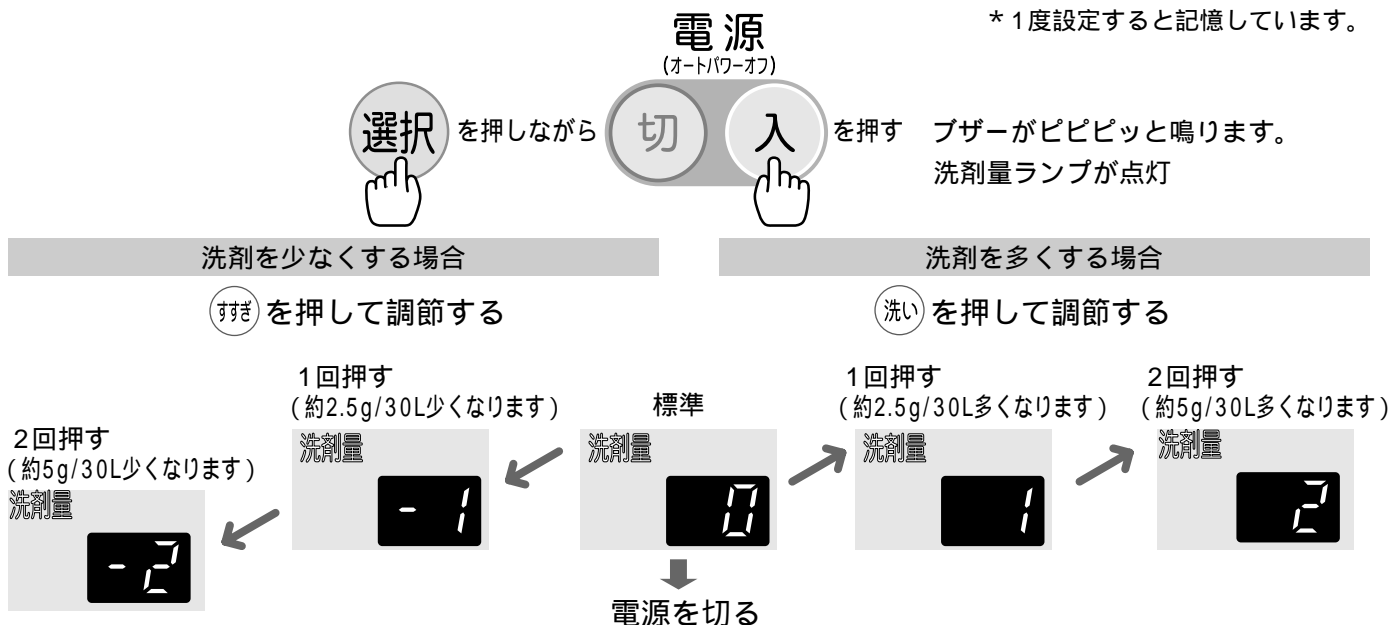 *1度設定すると記憶しています。
電源
(オートパワーオフ)
選択 を押しながら 切 入 を押す ブザーがピピピッと鳴ります。
洗剤量ランプが点灯
洗剤を少なくする場合
すすぎ を押して調節する
洗剤を多くする場合
洗い を押して調節する
2回押す
(約5g/30L少くなります)
洗剤量
-2
1回押す
(約2.5g/30L少くなります)
洗剤量
-1
標準
洗剤量
0
1回押す
(約2.5g/30L多くなります)
洗剤量
1
2回押す
(約5g/30L多くなります)
洗剤量
2
電源を切る